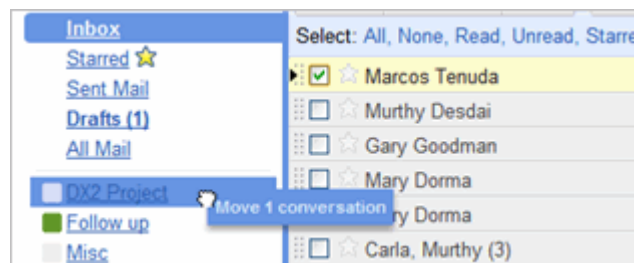 Inbox
Starred
Sent Mail
Drafts (1)
All Mail
DX2 Project
Follow up
Misc
Select: All, None, Read, Unread, Starre
Marcos Tenuda
Murthy Desdai
Gary Goodman
Mary Dorma
Move 1 conversation
ry Dorma
Carla, Murthy (3)